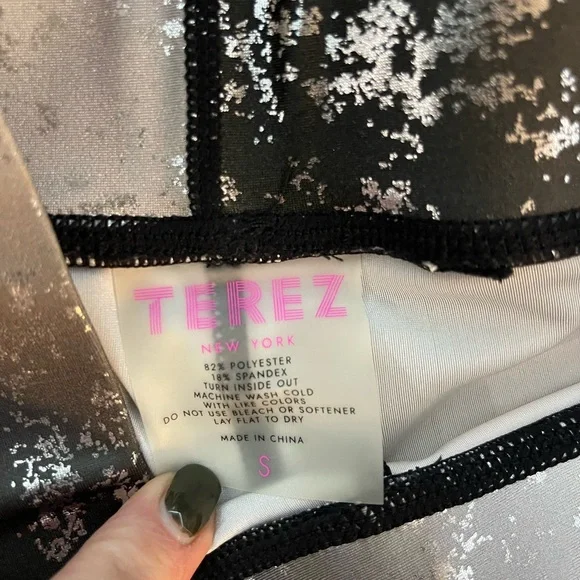 TEREZ
NEW YORK
82% POLYESTER
18% SPANDEX
TURN INSIDE OUT
MACHINE WASH COLD
WITH LIKE COLORS
DO NOT USE BLEACH OR SOFTENER
LAY FLAT TO DRY
MADE IN CHINA
S